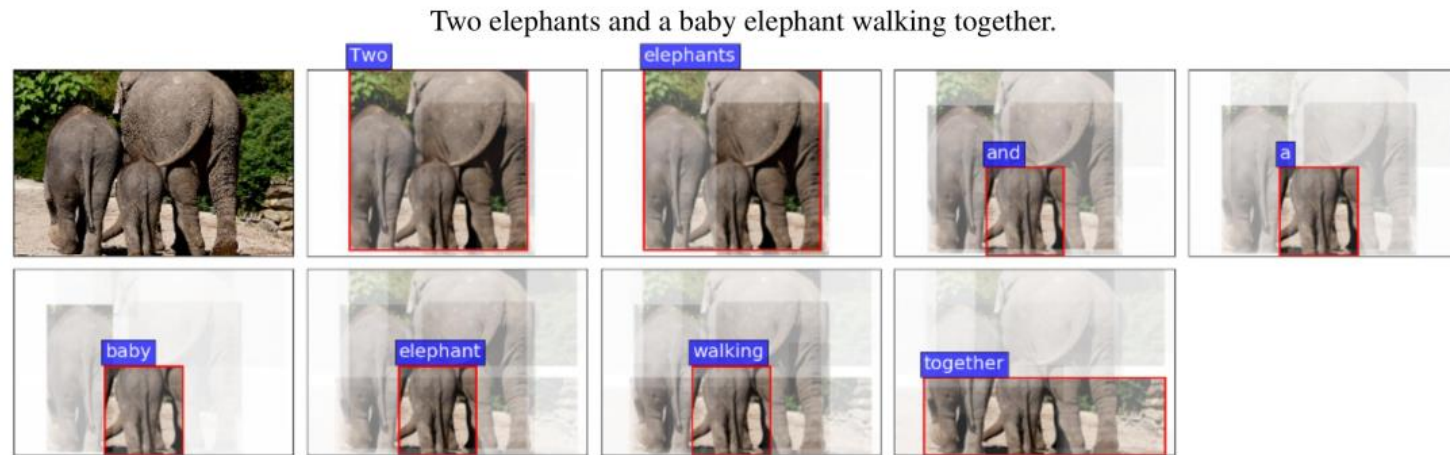 Two elephants and a baby elephant walking together.
Two
elephants
and
a
baby
elephant
walking
together